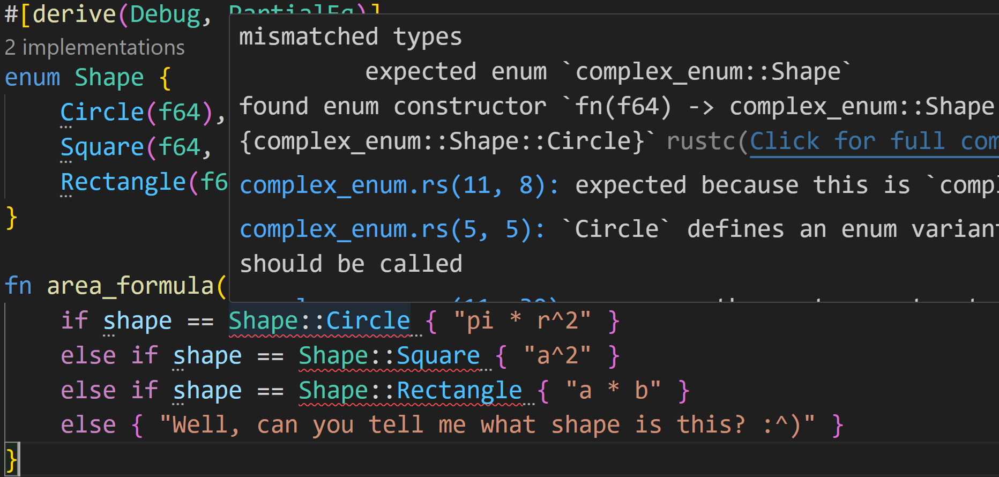 #[derive(Debug, PartialEq)]
mismatched types
2 implementations
expected enum `complex_enum::Shape`
enum Shape {
found enum constructor `fn(f64) -> complex_enum::Shape
Circle(f64),
{complex_enum::Shape::Circle}` rustc(Click for full com
Square(f64,
Rectangle(f6
complex_enum.rs(11, 8): expected because this is `compl
}
complex_enum.rs(5, 5): `Circle` defines an enum variant
should be called
fn area_formula(
if shape == Shape::Circle { "pi * r^2" }
else if shape == Shape::Square { "a^2" }
else if shape == Shape::Rectangle { "a * b" }
else { "Well, can you tell me what shape is this? :^)" }
}